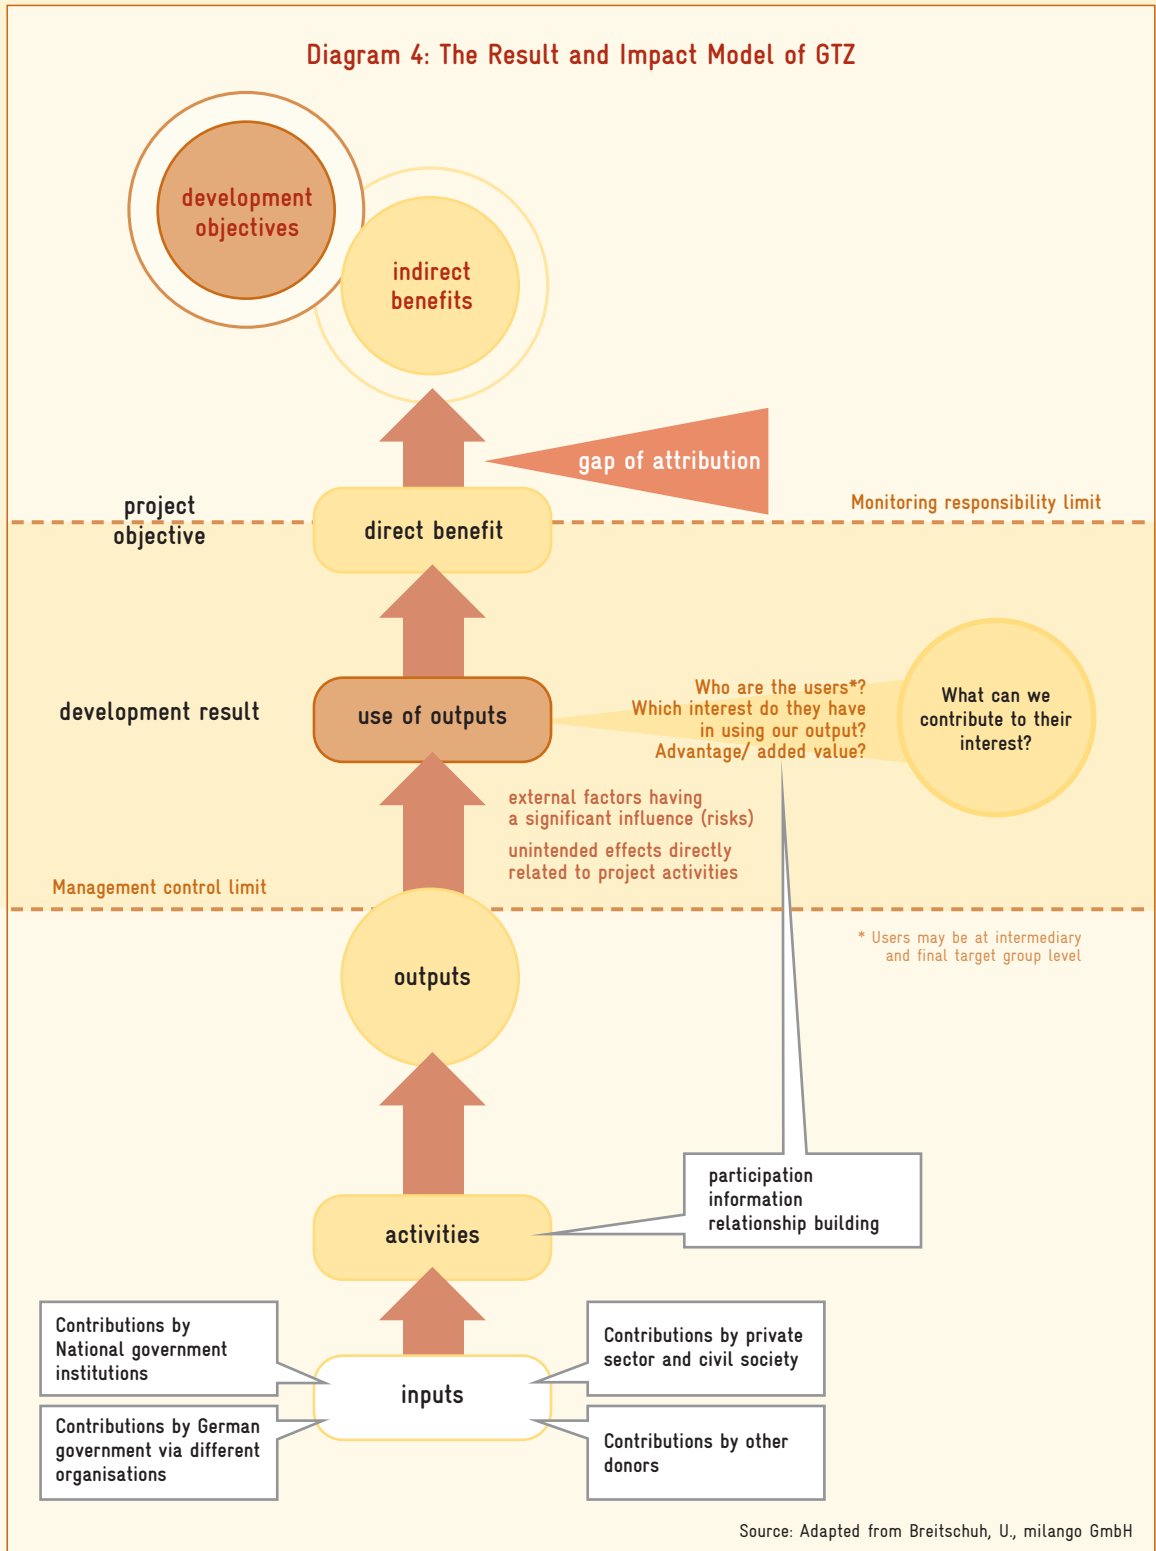 Diagram 4: The Result and Impact Model of GTZ
development
objectives
indirect
benefits
gap of attribution
project
objective
Monitoring responsibility limit
direct benefit
development result
use of outputs
Who are the users*?
Which interest do they have
in using our output?
Advantage/ added value?
What can we
contribute to their
interest?
external factors having
a significant influence (risks)
unintended effects directly
related to project activities
Management control limit
* Users may be at intermediary
and final target group level
outputs
participation
information
relationship building
activities
Contributions by
National government
institutions
Contributions by private
sector and civil society
inputs
Contributions by German
government via different
organisations
Contributions by other
donors
Source: Adapted from Breitschuh, U., milango GmbH